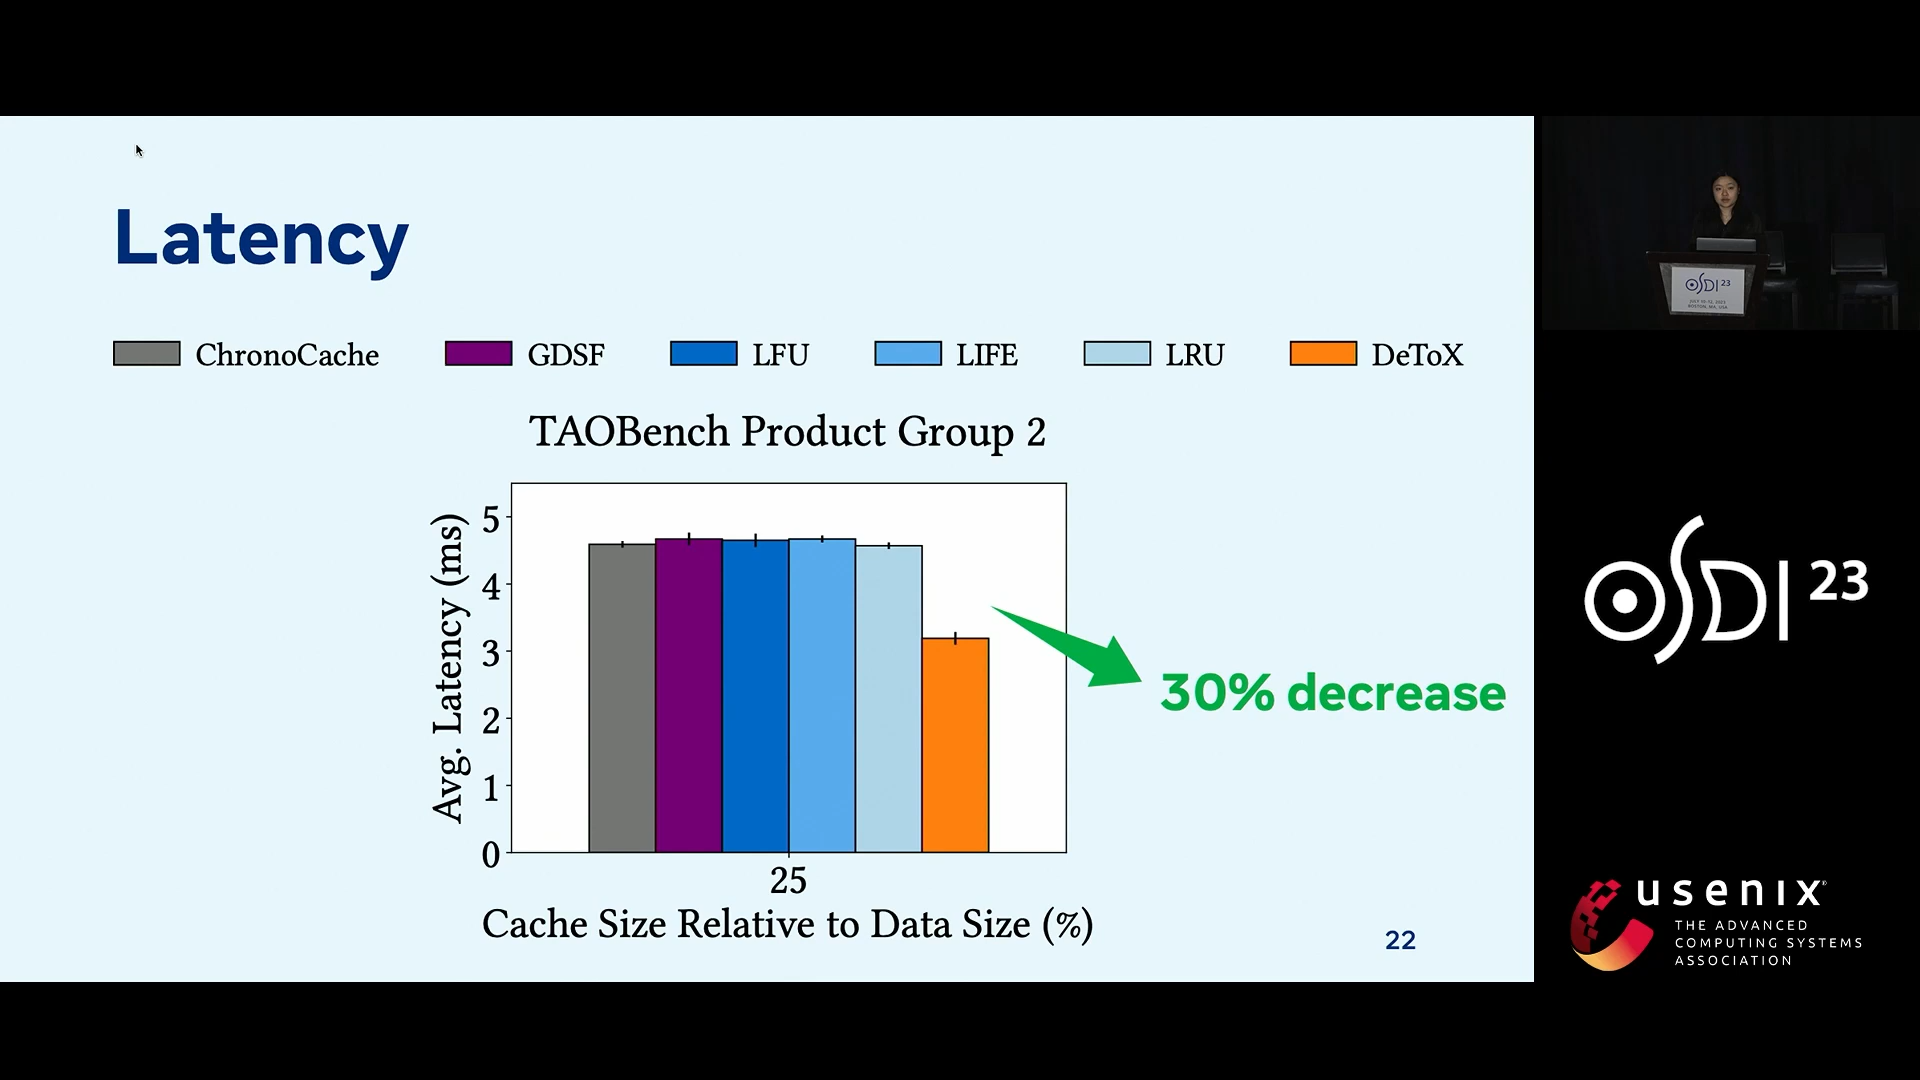 Latency
ChronoCache GDSF LFU LIFE LRU DeToX
TAOBench Product Group 2
Avg. Latency (ms)
5
4
3
2
1
0
30% decrease
25
Cache Size Relative to Data Size (%)
22
OSDI 23
OSDI 23
usenix
THE ADVANCED
COMPUTING SYSTEMS
ASSOCIATION